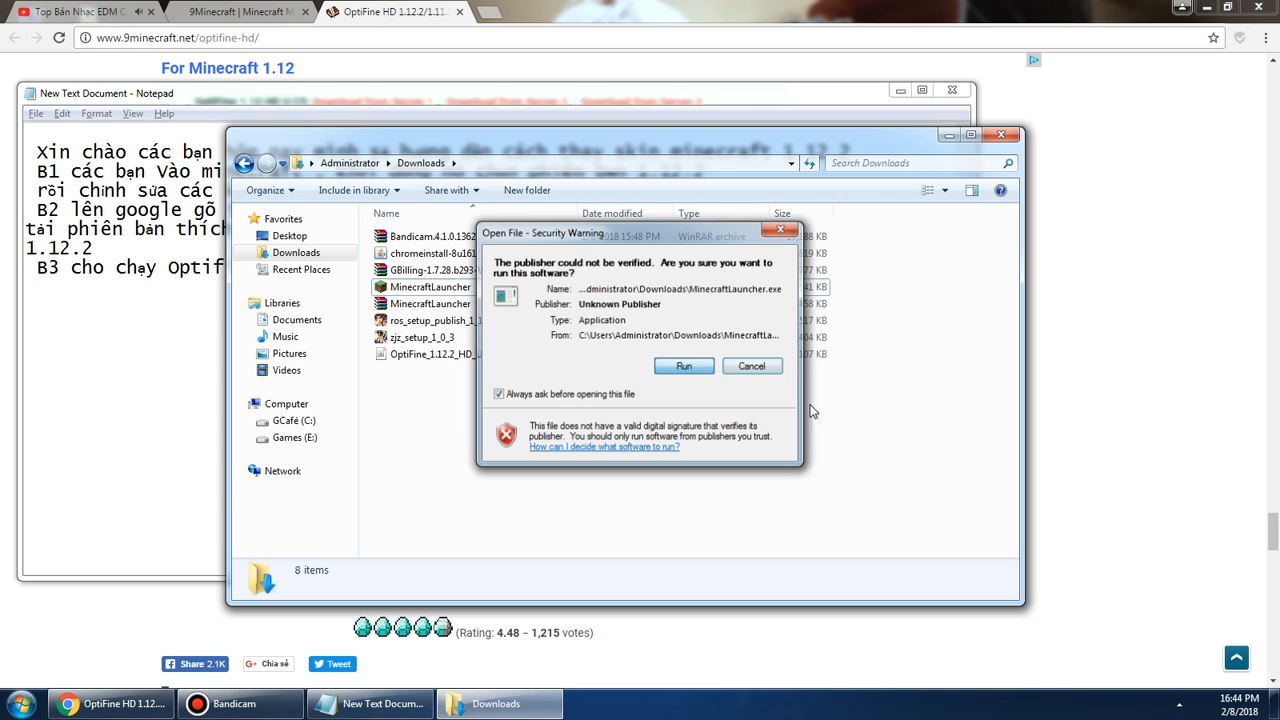 Top Bản Nhạc EDM C
9Minecraft | Minecraft M
OptiFine HD 1.12.2/1.11.
www.9minecraft.net/optifine-hd/
For Minecraft 1.12
New Text Document - Notepad
File Edit Format View Help
Xin chào các bạn
B1 các bạn Vào mi
rồi chỉnh sửa các
B2 lên google gõ
tải phiên bản thích
1.12.2
B3 cho chạy Optif
Administrator Downloads
Search Downloads
Organize Include in library Share with New folder
Favorites
Desktop
Downloads
Recent Places
Libraries
Documents
Music
Pictures
Videos
Computer
GCafé (C:)
Games (E:)
Network
Name Date modified Type Size
Bandicam.4.1.0.1362 15:48 PM WinRAR archive
chromeinstall-8u161
GBilling-1.7.28.b293-
MinecraftLauncher
MinecraftLauncher
ros_setup_publish_1_
zjz_setup_1_0_3
OptiFine_1.12.2_HD_U
8 items
Open File - Security Warning
The publisher could not be verified. Are you sure you want to
run this software?
Name: ...dministrator\Downloads\MinecraftLauncher.exe
Publisher: Unknown Publisher
Type: Application
From: C:\Users\Administrator\Downloads\MinecraftLa...
Run Cancel
Always ask before opening this file
This file does not have a valid digital signature that verifies its
publisher. You should only run software from publishers you trust.
How can I decide what software to run?
(Rating: 4.48 – 1,215 votes)
Share 2.1K G+ Chia sẻ Tweet
OptiFine HD 1.12.... Bandicam New Text Docum... Downloads
16:44 PM
2/8/2018